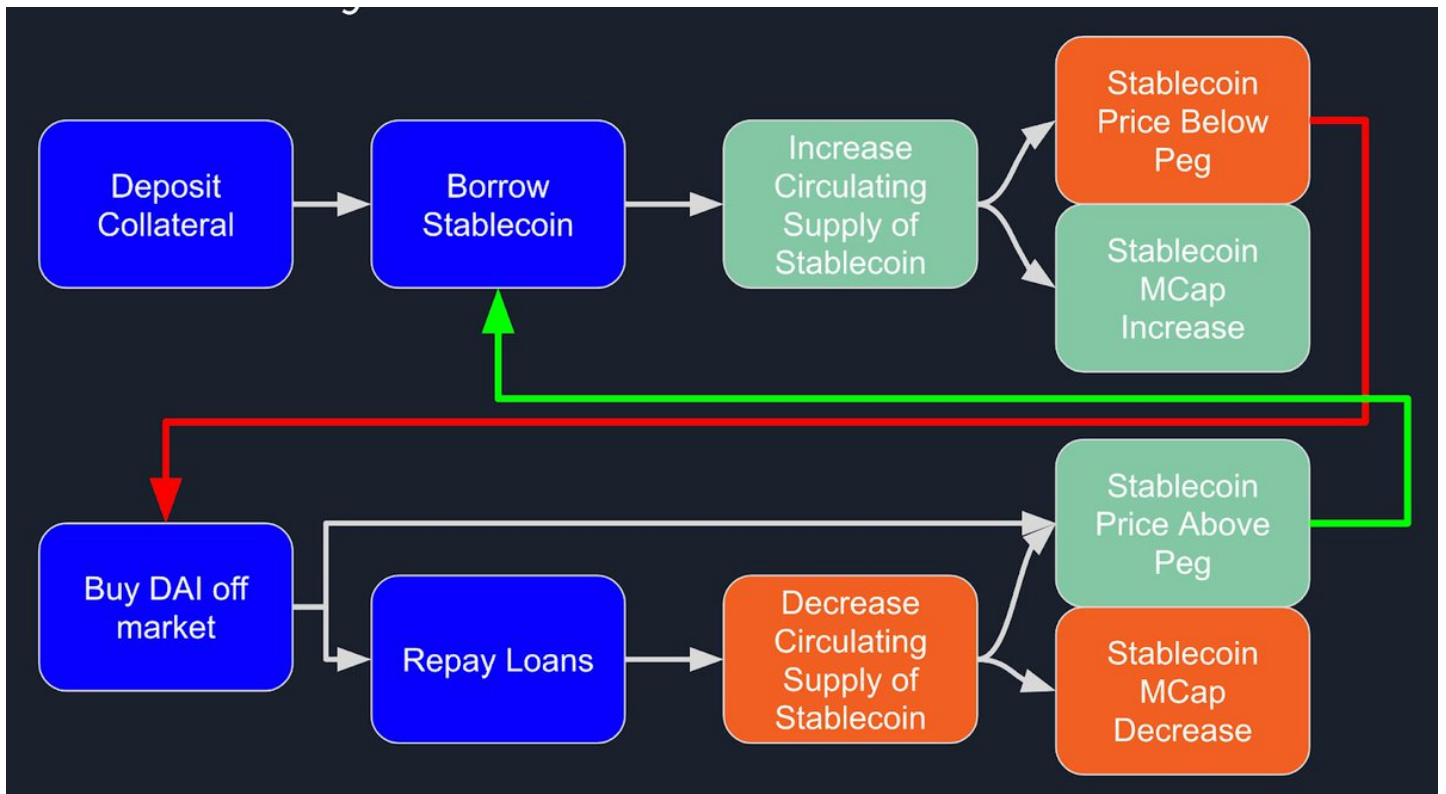 Deposit
Collateral
Borrow
Stablecoin
Increase
Circulating
Supply of
Stablecoin
Stablecoin
Price Below
Peg
Stablecoin
MCap
Increase
Buy DAI off
market
Repay Loans
Decrease
Circulating
Supply of
Stablecoin
Stablecoin
Price Above
Peg
Stablecoin
MCap
Decrease